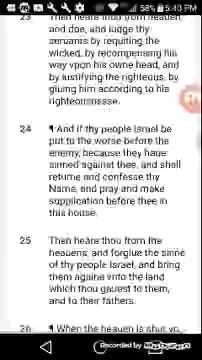 58% 5:43 PM
23 Then heare thou from heauen,
and doe, and iudge thy
seruants by requiting the
wicked, by recompensing his
way vpon his owne head, and
by iustifying the righteous, by
giuing him according to his
righteousnesse.
24 ¶ And if thy people Israel be
put to the worse before the
enemy, because they haue
sinned against thee, and shall
returne and confesse thy
Name, and pray and make
supplication before thee in
this house:
25 Then heare thou from the
heauens, and forgiue the sinne
of thy people Israel, and bring
them againe vnto the land
which thou gauest to them,
and to their fathers.
26 ¶ When the heauen is shut vp,
Recorded by